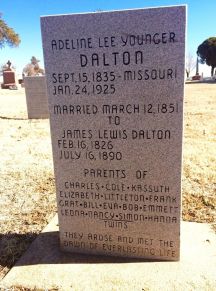 ADELINE LEE YOUNGER
DALTON
SEPT. 15, 1835 - MISSOURI
JAN. 24, 1925
MARRIED MARCH 12, 1851
TO
JAMES LEWIS DALTON
FEB. 16, 1826
JULY 16, 1890
PARENTS OF
CHARLES · COLE · KASSUTH
ELIZABETH · LITTLETON · FRANK
GRAT · BILL · EVA · BOB · EMMETT
LEONA · NANCY · SIMON · HANNA
TWINS
THEY AROSE AND MET THE
DAWN OF EVERLASTING LIFE